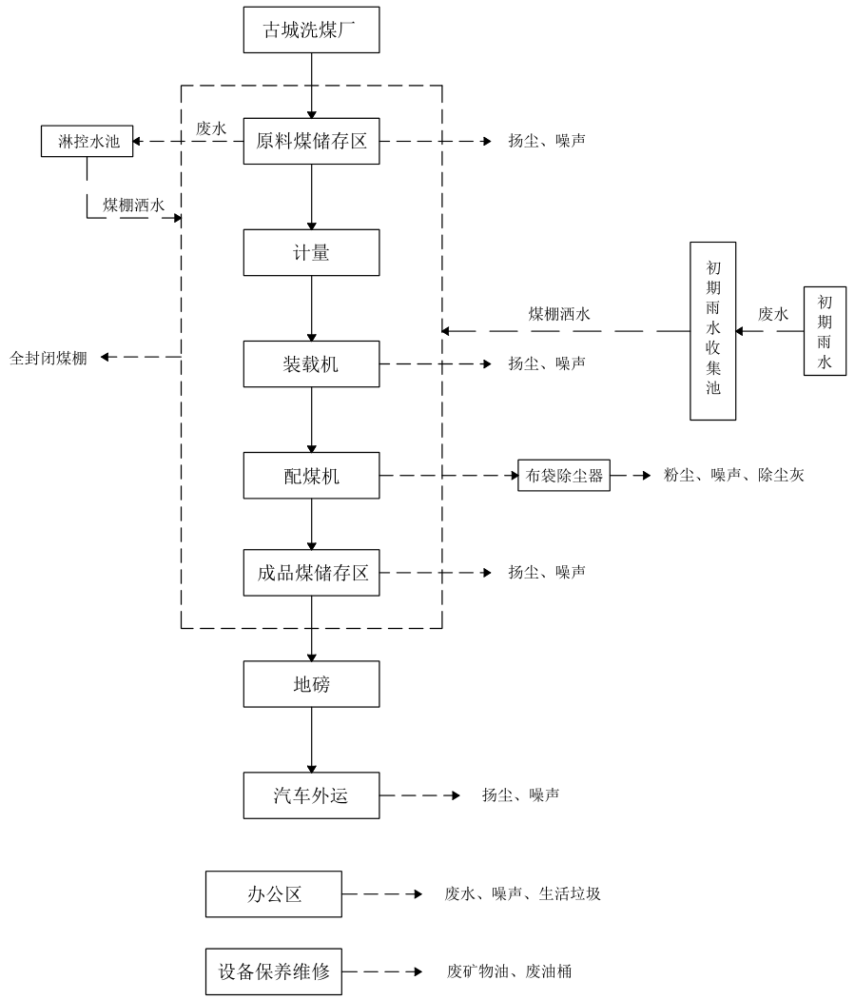 古城洗煤厂
废水
淋控水池
原料煤储存区
扬尘、噪声
煤棚洒水
计量
初期雨水收集池
初期雨水
煤棚洒水
废水
全封闭煤棚
装载机
扬尘、噪声
配煤机
布袋除尘器
粉尘、噪声、除尘灰
成品煤储存区
扬尘、噪声
地磅
汽车外运
扬尘、噪声
办公区
废水、噪声、生活垃圾
设备保养维修
废矿物油、废油桶